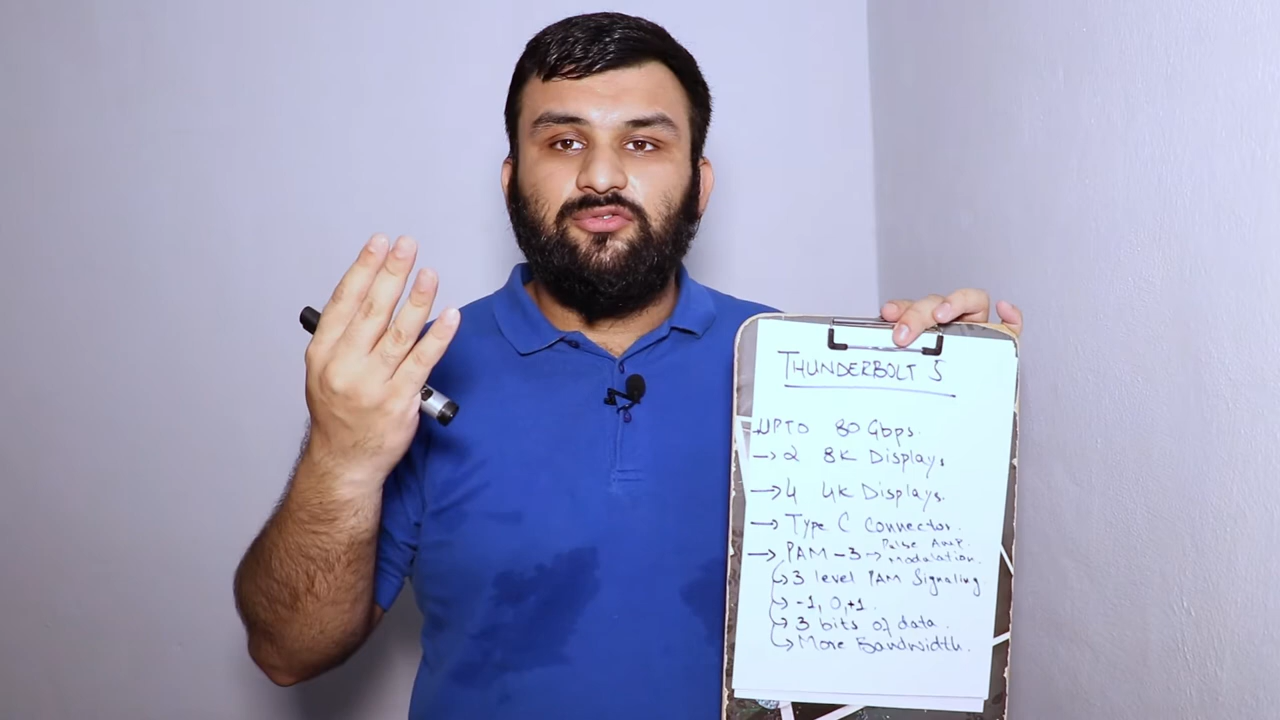 THUNDERBOLT 5
UPTO 80 Gbps.
→ 2 8K Displays
→ 4 4K Displays.
→ Type C Connector.
→ PAM-3 → Pulse Amp. Modulation.
→ 3 level PAM Signaling
→ -1, 0, +1.
→ 3 bits of data.
→ More Bandwidth.